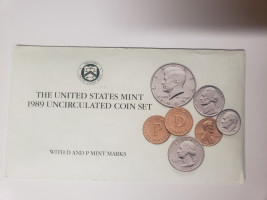 THE UNITED STATES MINT
1989 UNCIRCULATED COIN SET
WITH D AND P MINT MARKS
P
D